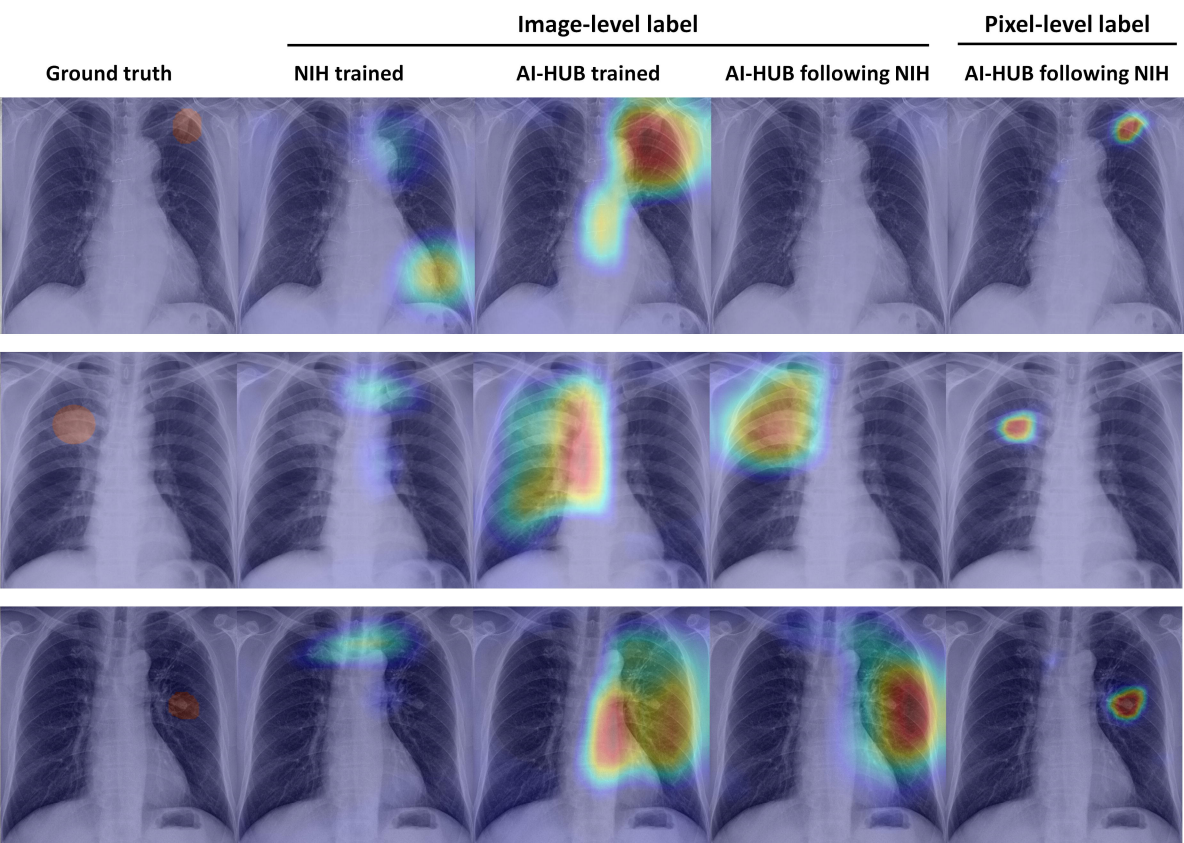 Image-level label
Pixel-level label
Ground truth
NIH trained
AI-HUB trained
AI-HUB following NIH
AI-HUB following NIH